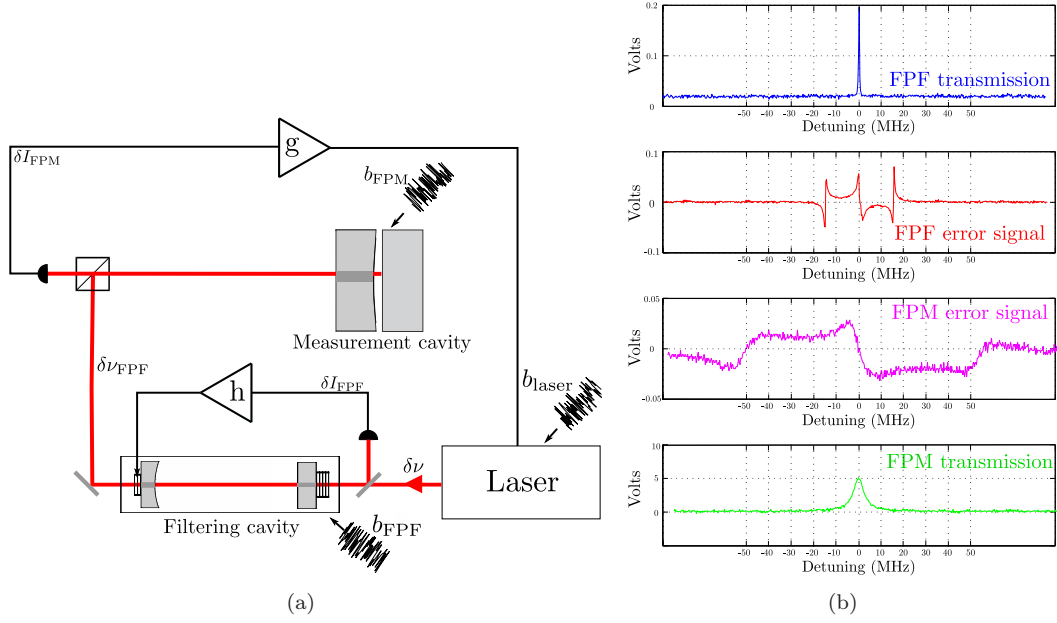 δI_FPM
g
b_FPM
Measurement cavity
δν_FPF
h
δI_FPF
b_laser
δν
Laser
Filtering cavity
b_FPF
(a)
0.2
0.1
0
Volts
FPF transmission
-50 -40 -30 -20 -10 0 10 20 30 40 50
Detuning (MHz)
0.1
0
-0.1
Volts
FPF error signal
-50 -40 -30 -20 -10 0 10 20 30 40 50
Detuning (MHz)
0.05
0
-0.05
Volts
FPM error signal
-50 -40 -30 -20 -10 0 10 20 30 40 50
Detuning (MHz)
10
5
0
Volts
FPM transmission
-50 -40 -30 -20 -10 0 10 20 30 40 50
Detuning (MHz)
(b)